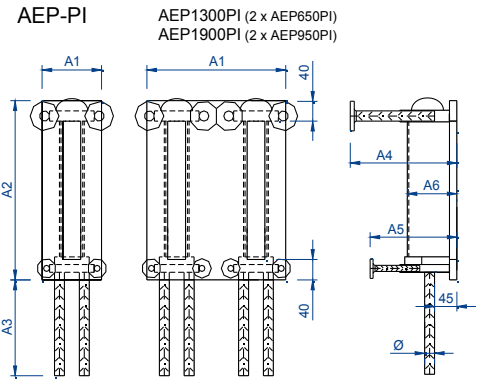 AEP-PI
AEP1300PI (2 x AEP650PI)
AEP1900PI (2 x AEP950PI)
A1
A1
40
A2
A4
A6
A5
A3
40
45
Ø